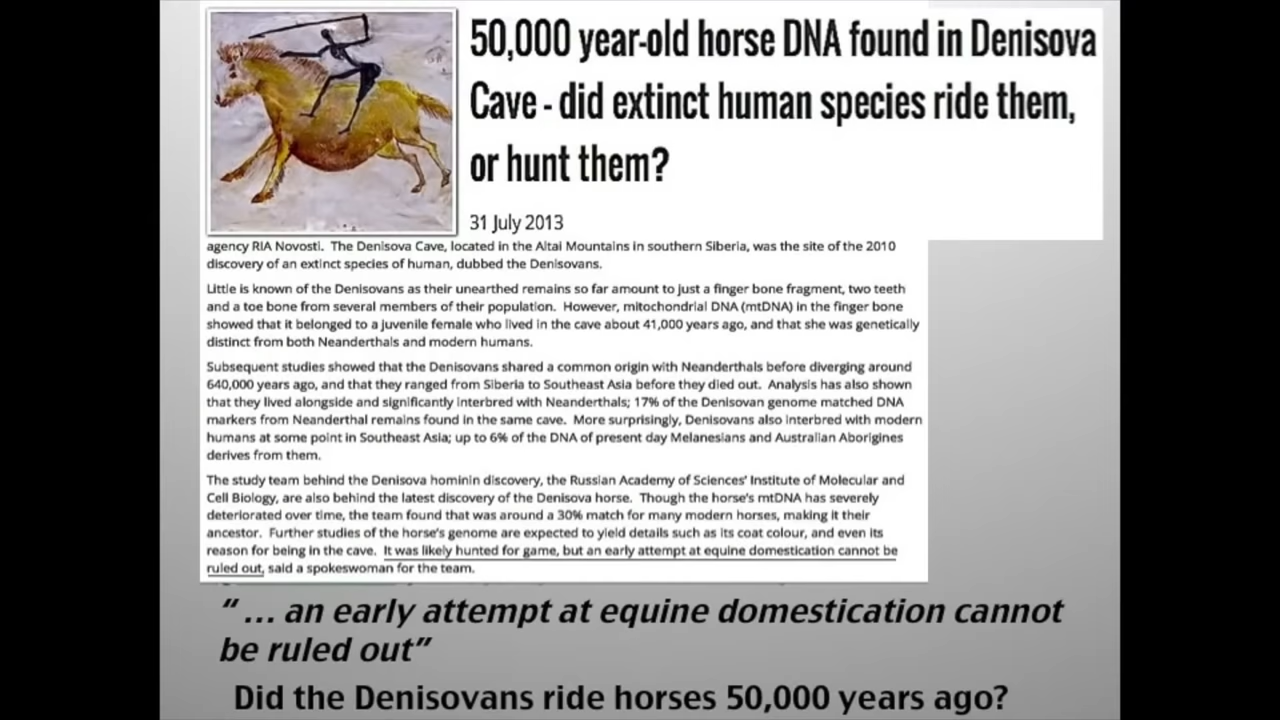 50,000 year-old horse DNA found in Denisova
Cave - did extinct human species ride them,
or hunt them?
31 July 2013
agency RIA Novosti. The Denisova Cave, located in the Altai Mountains in southern Siberia, was the site of the 2010
discovery of an extinct species of human, dubbed the Denisovans.
Little is known of the Denisovans as their unearthed remains so far amount to just a finger bone fragment, two teeth
and a toe bone from several members of their population. However, mitochondrial DNA (mtDNA) in the finger bone
showed that it belonged to a juvenile female who lived in the cave about 41,000 years ago, and that she was genetically
distinct from both Neanderthals and modern humans.
Subsequent studies showed that the Denisovans shared a common origin with Neanderthals before diverging around
640,000 years ago, and that they ranged from Siberia to Southeast Asia before they died out. Analysis has also shown
that they lived alongside and significantly interbred with Neanderthals; 17% of the Denisovan genome matched DNA
markers from Neanderthal remains found in the same cave. More surprisingly, Denisovans also interbred with modern
humans at some point in Southeast Asia; up to 6% of the DNA of present day Melanesians and Australian Aborigines
derives from them.
The study team behind the Denisova hominin discovery, the Russian Academy of Sciences' Institute of Molecular and
Cell Biology, are also behind the latest discovery of the Denisova horse. Though the horse's mtDNA has severely
deteriorated over time, the team found that was around a 30% match for many modern horses, making it their
ancestor. Further studies of the horse's genome are expected to yield details such as its coat colour, and even its
reason for being in the cave. It was likely hunted for game, but an early attempt at equine domestication cannot be
ruled out, said a spokeswoman for the team.
"... an early attempt at equine domestication cannot
be ruled out"
Did the Denisovans ride horses 50,000 years ago?